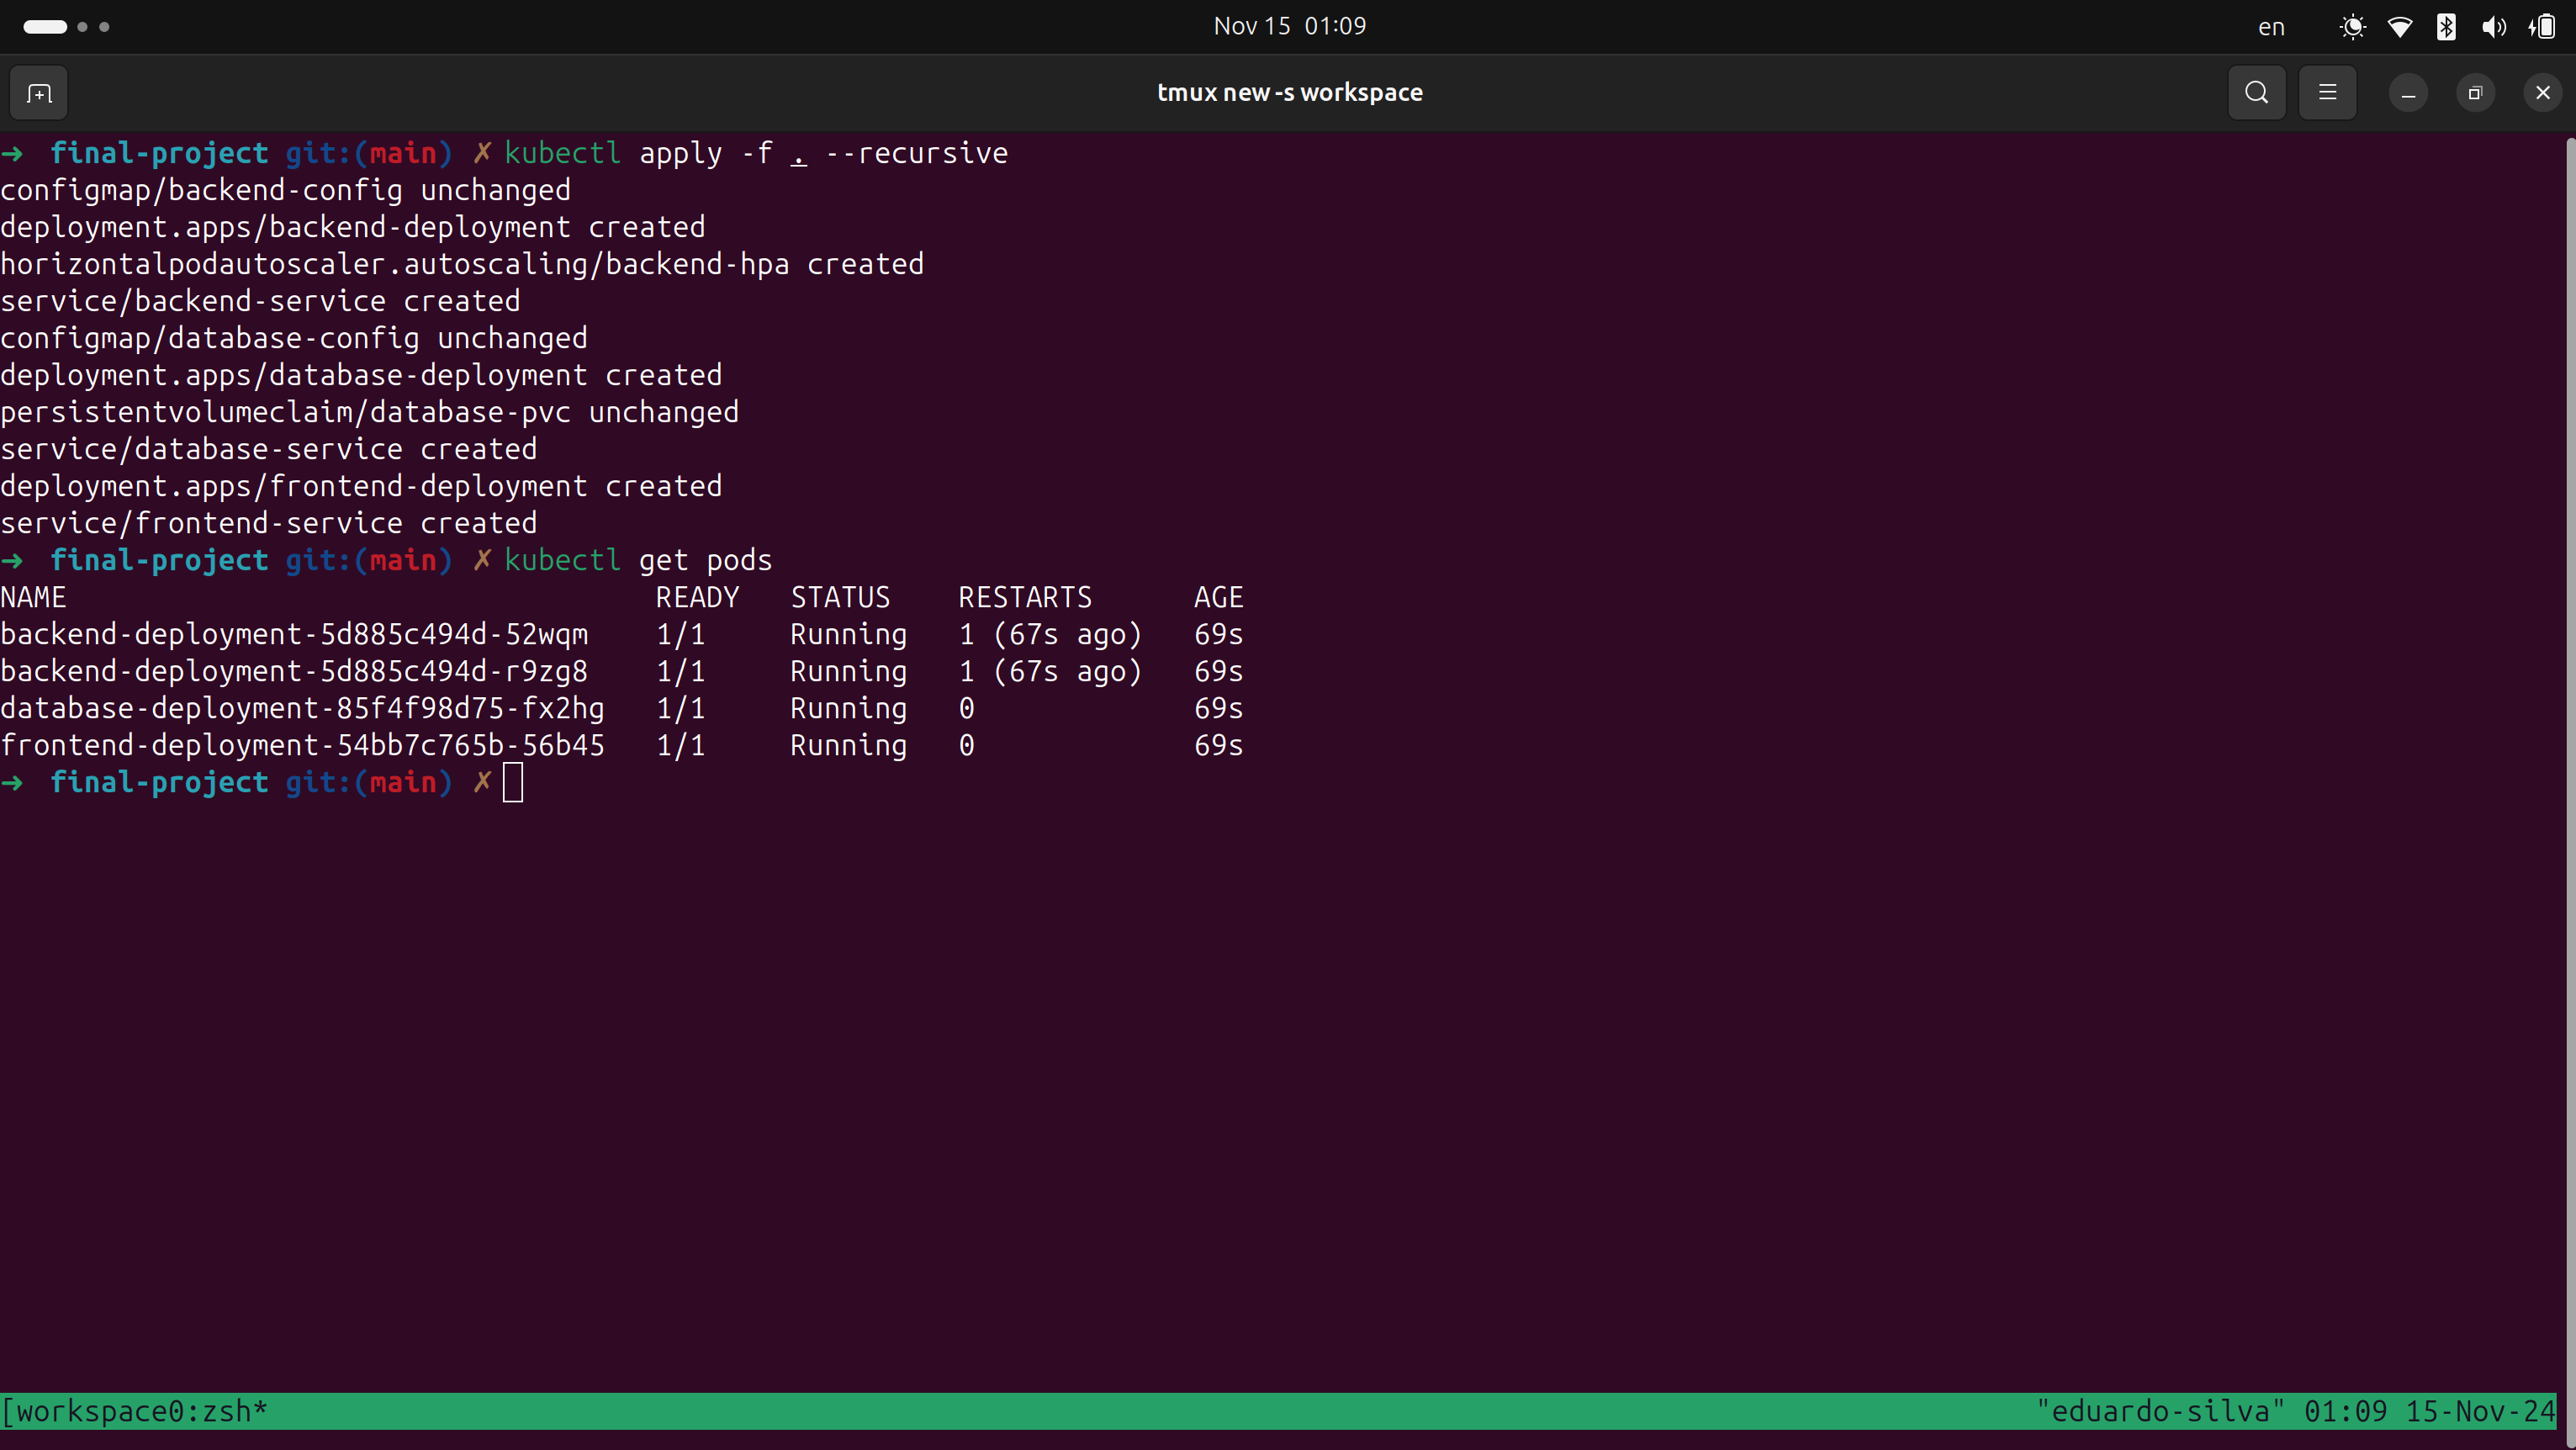 Nov 15 01:09
en
tmux new -s workspace
➜ final-project git:(main) ✗ kubectl apply -f . --recursive
configmap/backend-config unchanged
deployment.apps/backend-deployment created
horizontalpodautoscaler.autoscaling/backend-hpa created
service/backend-service created
configmap/database-config unchanged
deployment.apps/database-deployment created
persistentvolumeclaim/database-pvc unchanged
service/database-service created
deployment.apps/frontend-deployment created
service/frontend-service created
➜ final-project git:(main) ✗ kubectl get pods
NAME READY STATUS RESTARTS AGE
backend-deployment-5d885c494d-52wqm 1/1 Running 1 (67s ago) 69s
backend-deployment-5d885c494d-r9zg8 1/1 Running 1 (67s ago) 69s
database-deployment-85f4f98d75-fx2hg 1/1 Running 0 69s
frontend-deployment-54bb7c765b-56b45 1/1 Running 0 69s
➜ final-project git:(main) ✗
[workspace0:zsh* "eduardo-silva" 01:09 15-Nov-24